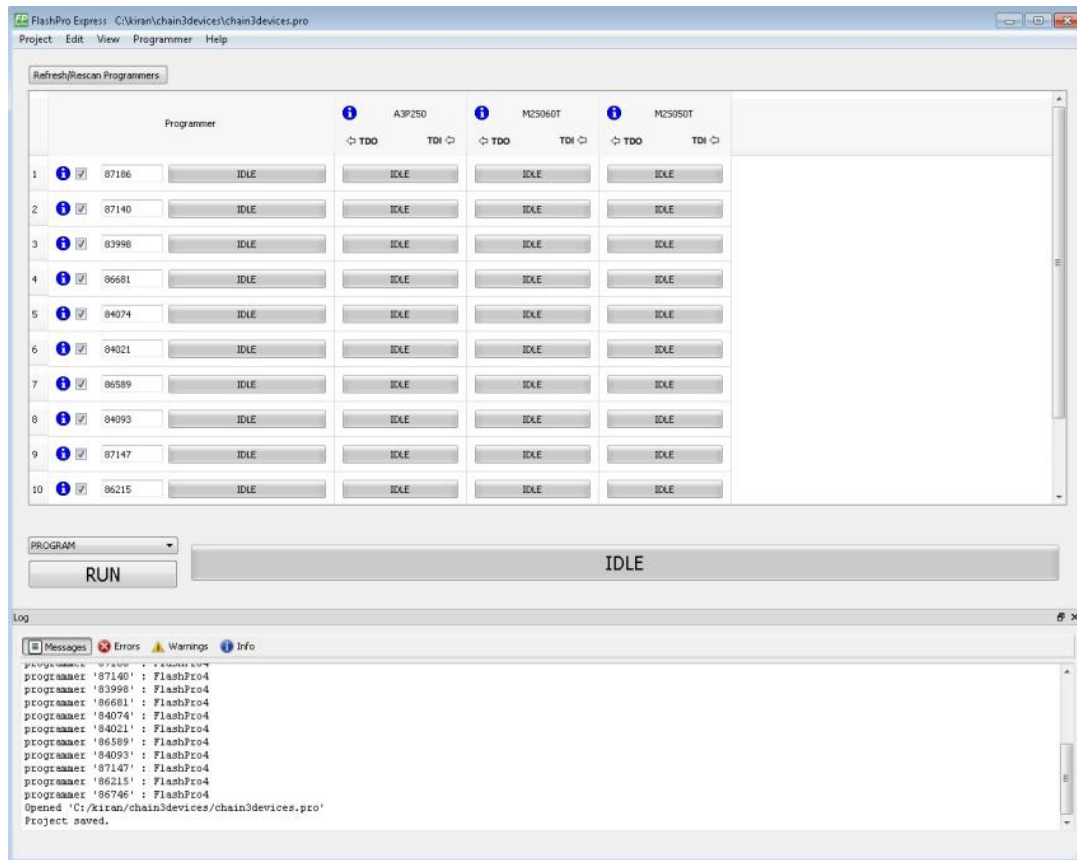 FlashPro Express C:\kiran\chain3devices\chain3devices.pro
Project Edit View Programmer Help
Refresh/Rescan Programmers
Programmer A3P250 M2S060T M2S050T
TDO TDI TDO TDI TDO TDI
1 87186 IDLE IDLE IDLE IDLE
2 87140 IDLE IDLE IDLE IDLE
3 83998 IDLE IDLE IDLE IDLE
4 86681 IDLE IDLE IDLE IDLE
5 84074 IDLE IDLE IDLE IDLE
6 84021 IDLE IDLE IDLE IDLE
7 86589 IDLE IDLE IDLE IDLE
8 84093 IDLE IDLE IDLE IDLE
9 87147 IDLE IDLE IDLE IDLE
10 86215 IDLE IDLE IDLE IDLE
PROGRAM
RUN IDLE
Log
Messages Errors Warnings Info
programmer '87186' : FlashPro4
programmer '87140' : FlashPro4
programmer '83998' : FlashPro4
programmer '86681' : FlashPro4
programmer '84074' : FlashPro4
programmer '84021' : FlashPro4
programmer '86589' : FlashPro4
programmer '84093' : FlashPro4
programmer '87147' : FlashPro4
programmer '86215' : FlashPro4
programmer '86746' : FlashPro4
Opened 'C:/kiran/chain3devices/chain3devices.pro'
Project saved.